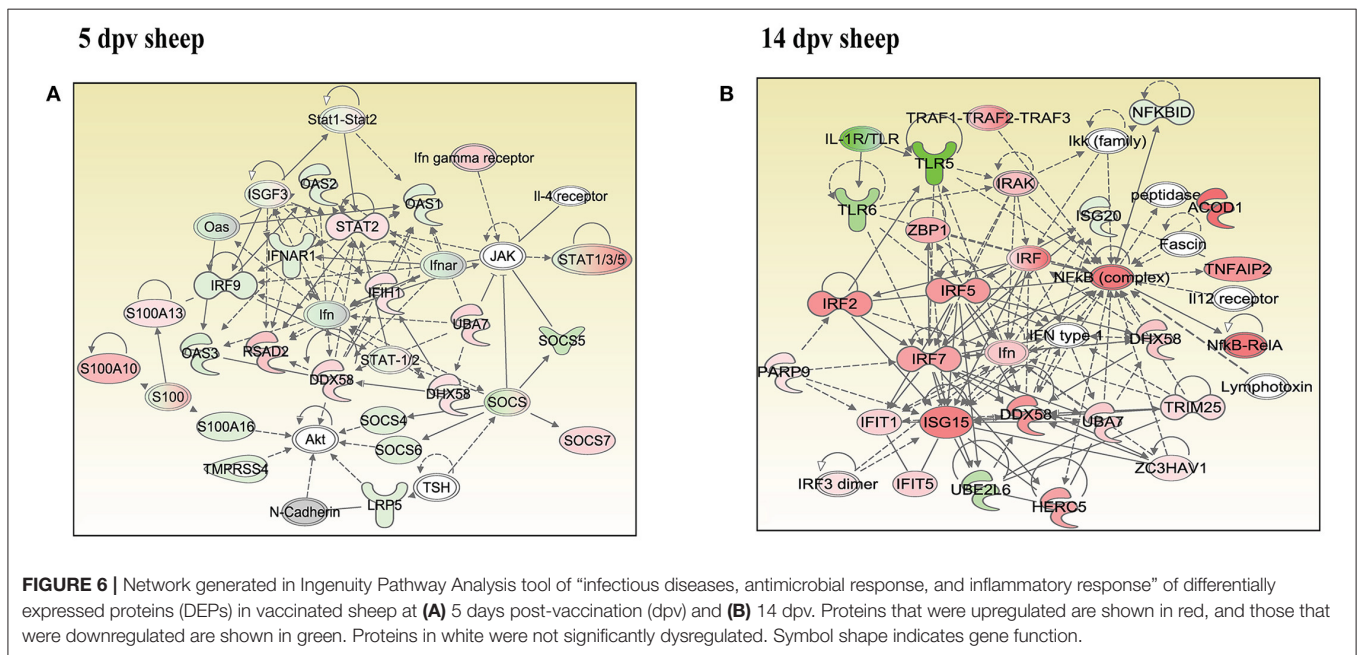 5 dpv sheep
14 dpv sheep
A
Stat1-Stat2
Ifn gamma receptor
ISGF3
OAS2
OAS1
Il-4 receptor
Oas
STAT2
IFNAR1
Ifnar
JAK
STAT1/3/5
IRF9
IFIH1
S100A13
Ifn
UBA7
SOCS5
OAS3
RSAD2
STAT-1/2
S100A10
DDX58
DHX58
S100
SOCS
S100A16
SOCS4
Akt
SOCS6
SOCS7
TMPRSS4
TSH
N-Cadherin
LRP5
B
TRAF1-TRAF2-TRAF3
NFKBID
IL-1R/TLR
Ikk (family)
TLR5
IRAK
peptidase
ACOD1
TLR6
ISG20
ZBP1
Fascin
IRF
TNFAIP2
NFkB (complex)
IRF2
IRF5
Il12 receptor
IFN type 1
DHX58
NfkB-RelA
IRF7
Ifn
PARP9
Lymphotoxin
TRIM25
IFIT1
ISG15
DDX58
UBA7
ZC3HAV1
IRF3 dimer
IFIT5
UBE2L6
HERC5
FIGURE 6 | Network generated in Ingenuity Pathway Analysis tool of “infectious diseases, antimicrobial response, and inflammatory response” of differentially
expressed proteins (DEPs) in vaccinated sheep at (A) 5 days post-vaccination (dpv) and (B) 14 dpv. Proteins that were upregulated are shown in red, and those that
were downregulated are shown in green. Proteins in white were not significantly dysregulated. Symbol shape indicates gene function.